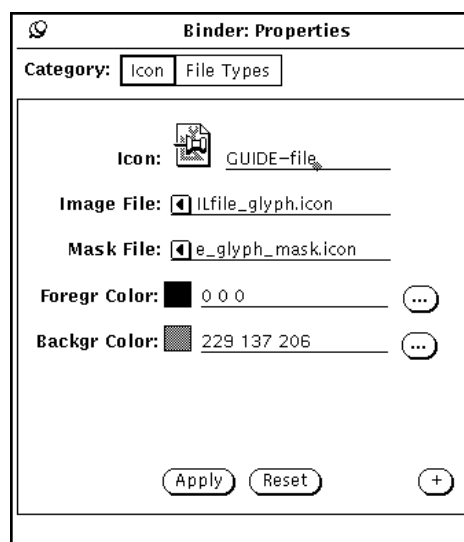 Binder: Properties
Category: Icon File Types
Icon: GUIDE-file
Image File: ILfile_glyph.icon
Mask File: e_glyph_mask.icon
Foregr Color: 0 0 0 ...
Backgr Color: 229 137 206 ...
Apply Reset +